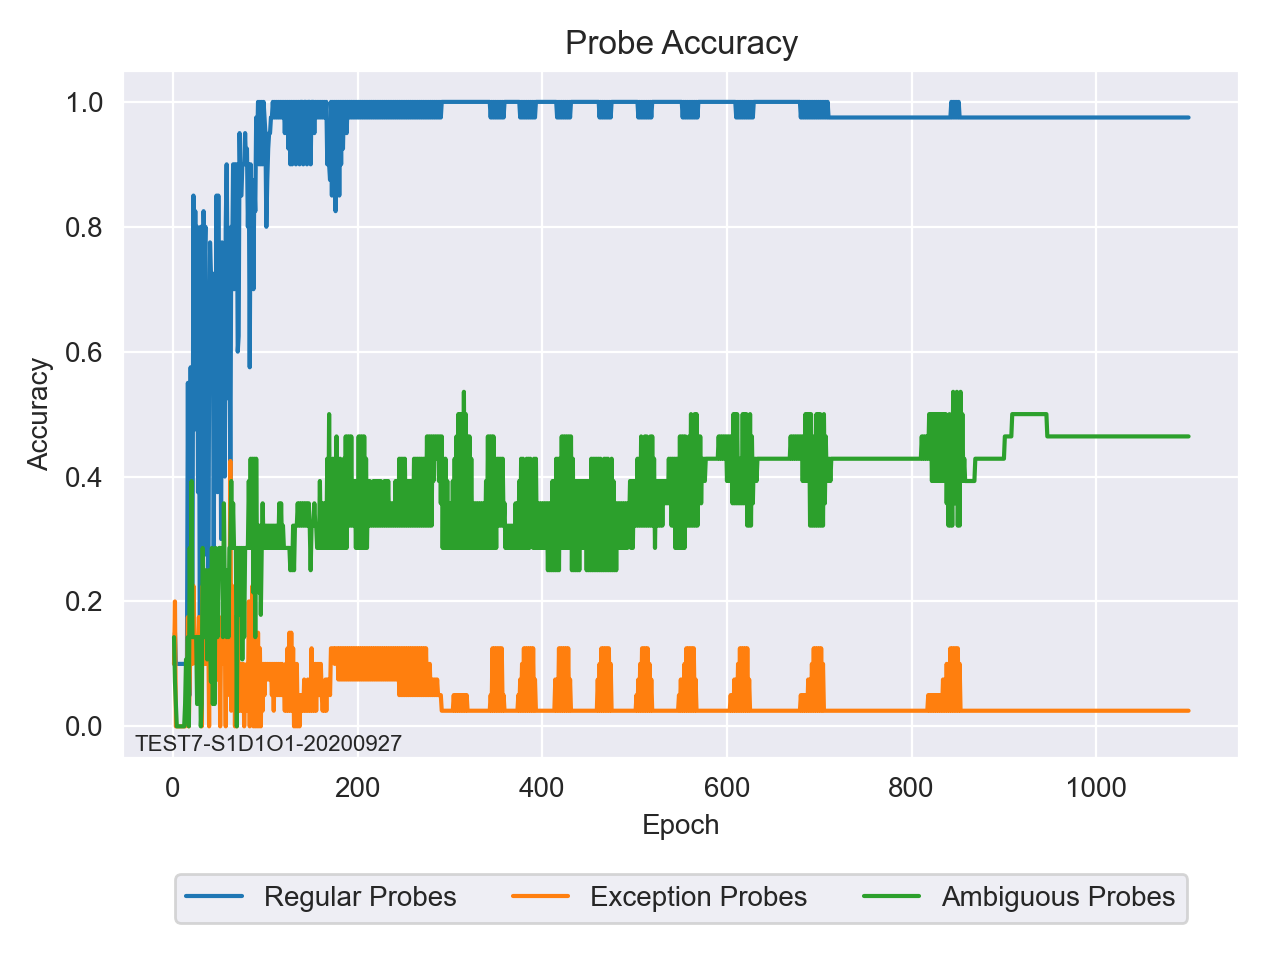 Probe Accuracy
1.0
0.8
0.6
0.4
0.2
0.0
Accuracy
TEST7-S1D1O1-20200927
0 200 400 600 800 1000
Epoch
Regular Probes Exception Probes Ambiguous Probes